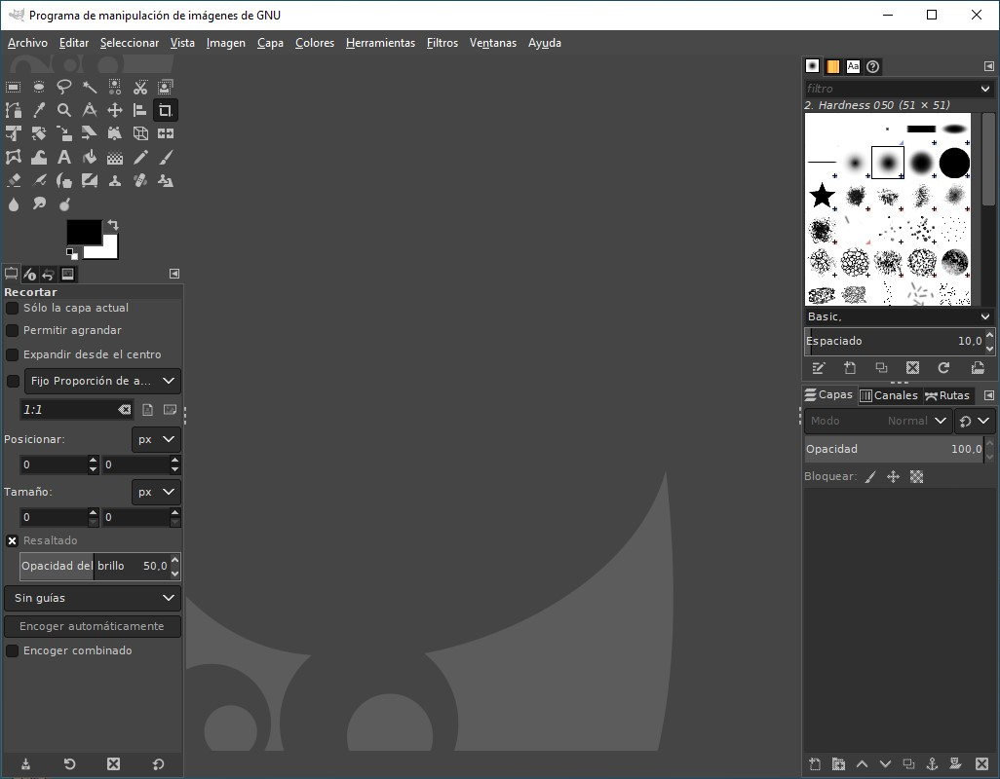 Programa de manipulación de imágenes de GNU
Archivo Editar Seleccionar Vista Imagen Capa Colores Herramientas Filtros Ventanas Ayuda
Recortar
Sólo la capa actual
Permitir agrandar
Expandir desde el centro
Fijo Proporción de a...
1:1
Posicionar: px
0 0
Tamaño: px
0 0
Resaltado
Opacidad del brillo 50,0
Sin guías
Encoger automáticamente
Encoger combinado
Aa
filtro
2. Hardness 050 (51 × 51)
Basic,
Espaciado 10,0
Capas Canales Rutas
Modo Normal
Opacidad 100,0
Bloquear: